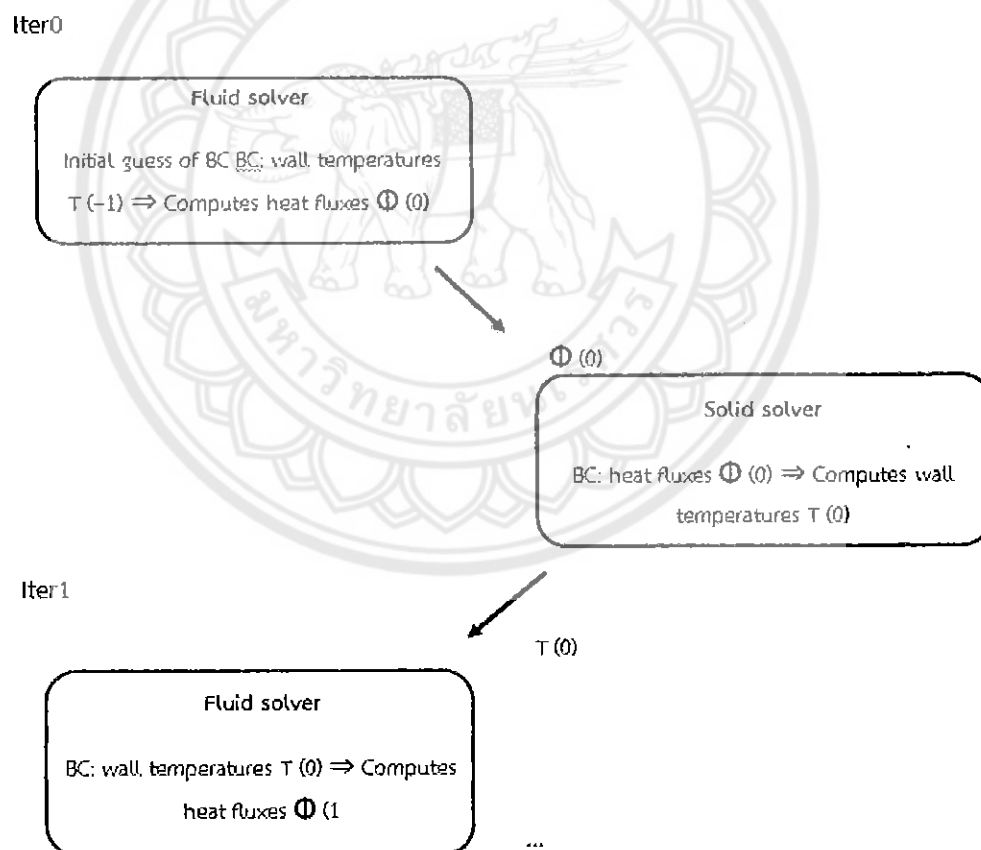 Iter0
Fluid solver
Initial guess of BC BC: wall temperatures
T (-1) ⇒ Computes heat fluxes Φ (0)
Φ (0)
Solid solver
BC: heat fluxes Φ (0) ⇒ Computes wall
temperatures T (0)
Iter1
T (0)
Fluid solver
BC: wall temperatures T (0) ⇒ Computes
heat fluxes Φ (1
...